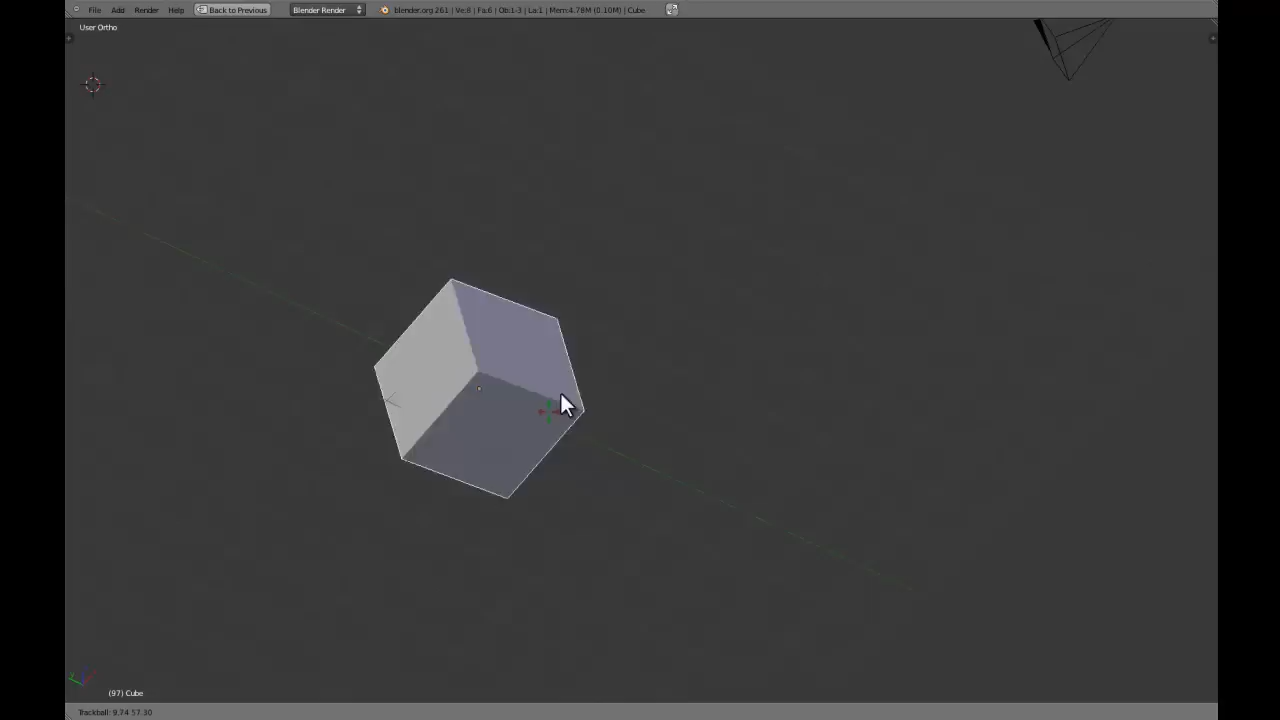 File Add Render Help Back to Previous Blender Render blender.org 261 | Ve:8 | Fa:6 | Ob:1-3 | La:1 | Mem:4.78M (0.10M) | Cube
User Ortho
(97) Cube
Trackball: 9.74 57.30